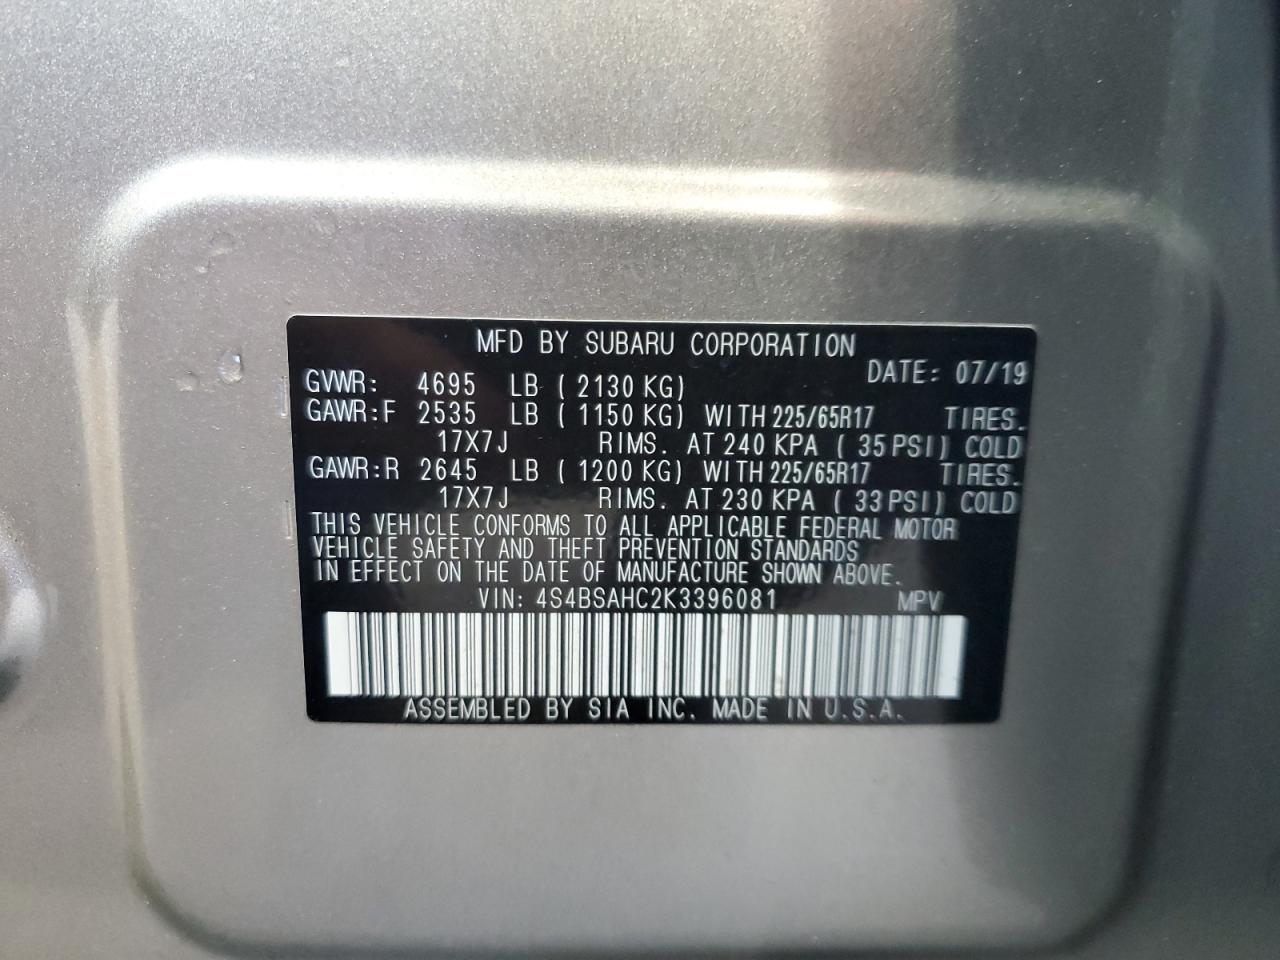 MFD BY SUBARU CORPORATION
DATE: 07/19
GVWR: 4695 LB ( 2130 KG)
GAWR:F 2535 LB ( 1150 KG) WITH 225/65R17 TIRES.
17X7J RIMS. AT 240 KPA ( 35 PSI) COLD
GAWR:R 2645 LB ( 1200 KG) WITH 225/65R17 TIRES.
17X7J RIMS. AT 230 KPA ( 33 PSI) COLD
THIS VEHICLE CONFORMS TO ALL APPLICABLE FEDERAL MOTOR
VEHICLE SAFETY AND THEFT PREVENTION STANDARDS
IN EFFECT ON THE DATE OF MANUFACTURE SHOWN ABOVE.
VIN: 4S4BSAHC2K3396081 MPV
ASSEMBLED BY SIA INC. MADE IN U.S.A.